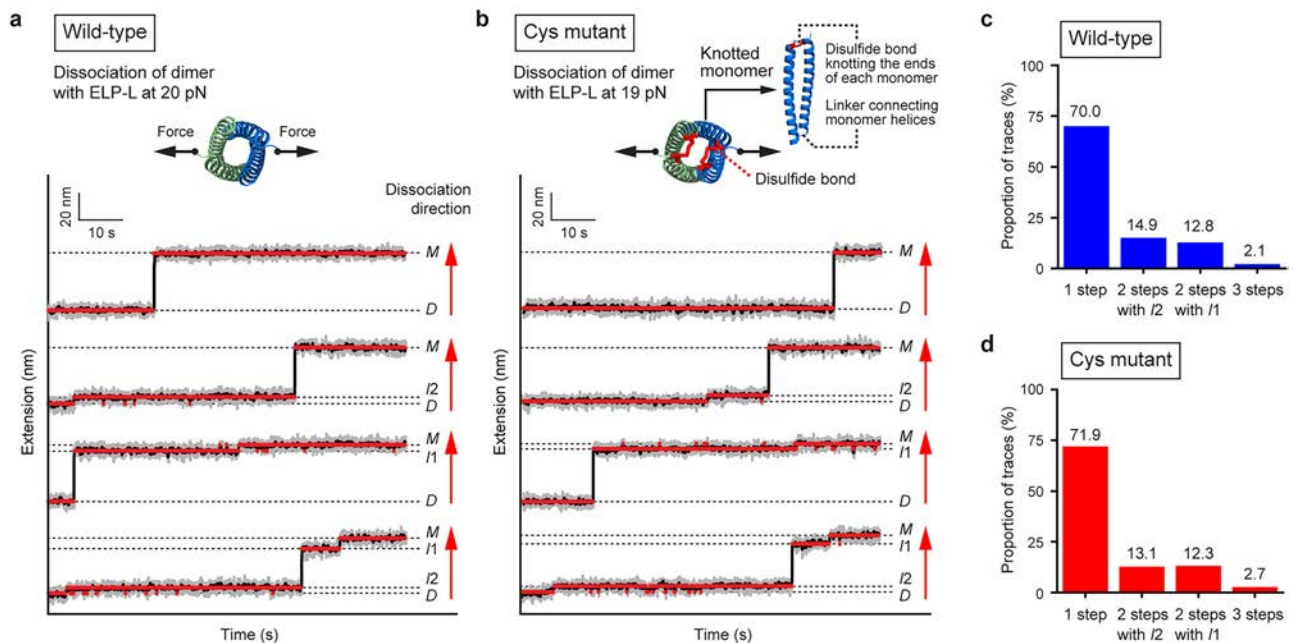 a
Wild-type
Dissociation of dimer
with ELP-L at 20 pN
Force
Force
20 nm
10 s
Dissociation
direction
M
D
M
I2
D
M
I1
D
M
I1
I2
D
Extension (nm)
Time (s)
b
Cys mutant
Dissociation of dimer
with ELP-L at 19 pN
Knotted
monomer
Disulfide bond
knotting the ends
of each monomer
Linker connecting
monomer helices
Disulfide bond
20 nm
10 s
Dissociation
direction
M
D
M
I2
D
M
I1
D
M
I1
I2
D
Extension (nm)
Time (s)
c
Wild-type
Proportion of traces (%)
100
75
50
25
0
70.0
14.9
12.8
2.1
1 step
2 steps
with I2
2 steps
with I1
3 steps
d
Cys mutant
Proportion of traces (%)
100
75
50
25
0
71.9
13.1
12.3
2.7
1 step
2 steps
with I2
2 steps
with I1
3 steps